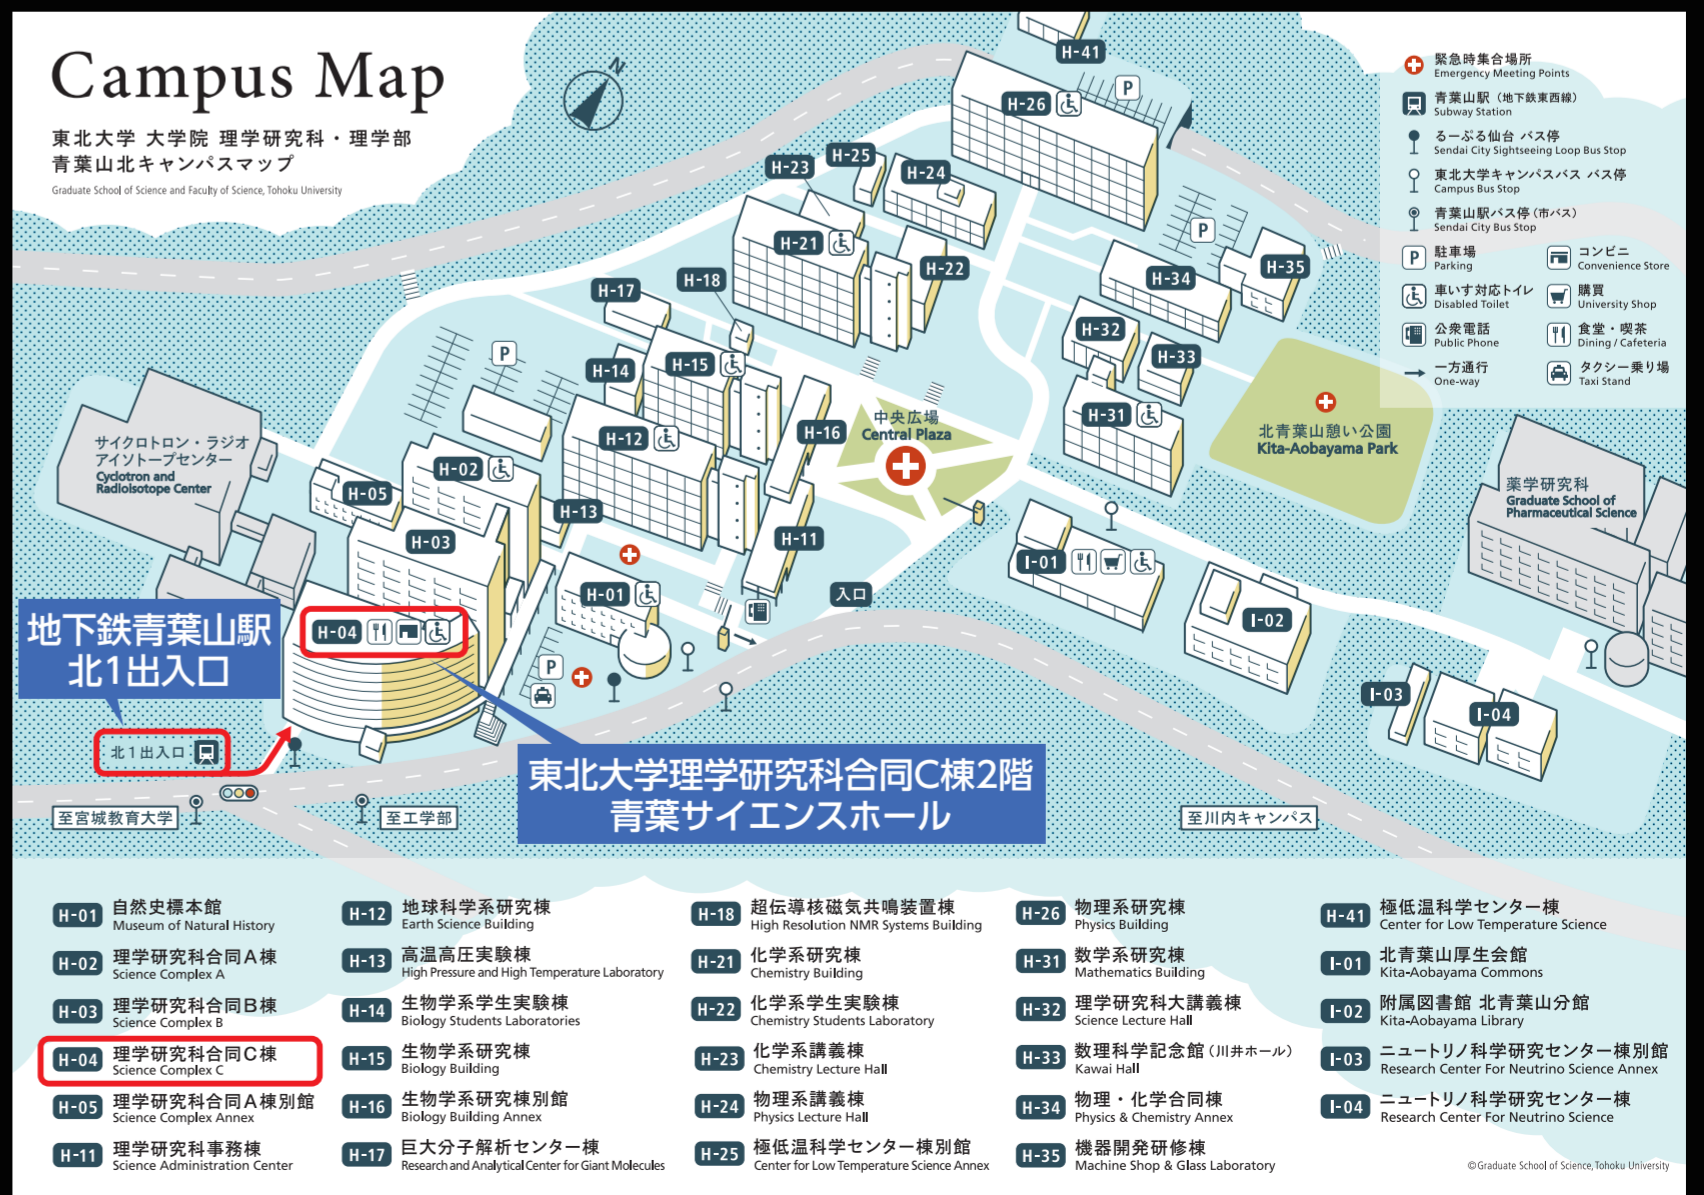 Campus Map
東北大学 大学院 理学研究科・理学部
青葉山北キャンパスマップ
Graduate School of Science and Faculty of Science, Tohoku University
N
緊急時集合場所
Emergency Meeting Points
青葉山駅（地下鉄東西線）
Subway Station
るーぷる仙台 バス停
Sendai City Sightseeing Loop Bus Stop
東北大学キャンパスバス バス停
Campus Bus Stop
青葉山駅バス停（市バス）
Sendai City Bus Stop
P
駐車場
Parking
コンビニ
Convenience Store
車いす対応トイレ
Disabled Toilet
購買
University Shop
公衆電話
Public Phone
食堂・喫茶
Dining / Cafeteria
一方通行
One-way
タクシー乗り場
Taxi Stand
H-41
H-26
P
H-25
H-23
H-24
H-21
P
H-22
H-35
H-34
H-18
H-17
H-32
H-33
P
H-15
H-14
H-31
中央広場
Central Plaza
北青葉山憩い公園
Kita-Aobayama Park
H-16
H-12
サイクロトロン・ラジオ
アイソトープセンター
Cyclotron and
Radioisotope Center
H-02
H-05
H-13
H-03
H-11
薬学研究科
Graduate School of
Pharmaceutical Science
I-01
H-01
入口
I-02
地下鉄青葉山駅
北1出入口
H-04
P
I-03
I-04
北1出入口
東北大学理学研究科合同C棟2階
青葉サイエンスホール
至宮城教育大学
至工学部
至川内キャンパス
H-01 自然史標本館
Museum of Natural History
H-02 理学研究科合同A棟
Science Complex A
H-03 理学研究科合同B棟
Science Complex B
H-04 理学研究科合同C棟
Science Complex C
H-05 理学研究科合同A棟別館
Science Complex Annex
H-11 理学研究科事務棟
Science Administration Center
H-12 地球科学系研究棟
Earth Science Building
H-13 高温高圧実験棟
High Pressure and High Temperature Laboratory
H-14 生物学系学生実験棟
Biology Students Laboratories
H-15 生物学系研究棟
Biology Building
H-16 生物学系研究棟別館
Biology Building Annex
H-17 巨大分子解析センター棟
Research and Analytical Center for Giant Molecules
H-18 超伝導核磁気共鳴装置棟
High Resolution NMR Systems Building
H-21 化学系研究棟
Chemistry Building
H-22 化学系学生実験棟
Chemistry Students Laboratory
H-23 化学系講義棟
Chemistry Lecture Hall
H-24 物理系講義棟
Physics Lecture Hall
H-25 極低温科学センター棟別館
Center for Low Temperature Science Annex
H-26 物理系研究棟
Physics Building
H-31 数学系研究棟
Mathematics Building
H-32 理学研究科大講義棟
Science Lecture Hall
H-33 数理科学記念館（川井ホール）
Kawai Hall
H-34 物理・化学合同棟
Physics & Chemistry Annex
H-35 機器開発研修棟
Machine Shop & Glass Laboratory
H-41 極低温科学センター棟
Center for Low Temperature Science
I-01 北青葉山厚生会館
Kita-Aobayama Commons
I-02 附属図書館 北青葉山分館
Kita-Aobayama Library
I-03 ニュートリノ科学研究センター棟別館
Research Center For Neutrino Science Annex
I-04 ニュートリノ科学研究センター棟
Research Center For Neutrino Science
©Graduate School of Science, Tohoku University